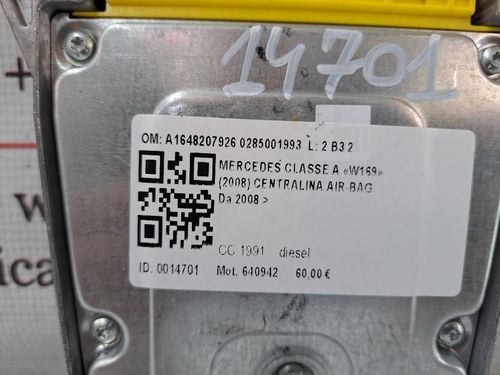 14701
OM: A1648207926 0285001993 L: 2 B3 2
MERCEDES CLASSE A «W169»
(2008) CENTRALINA AIR-BAG
Da 2008 >
CC 1991 diesel
ID: 0014701 Mot. 640942 60,00 €
+
w
ica